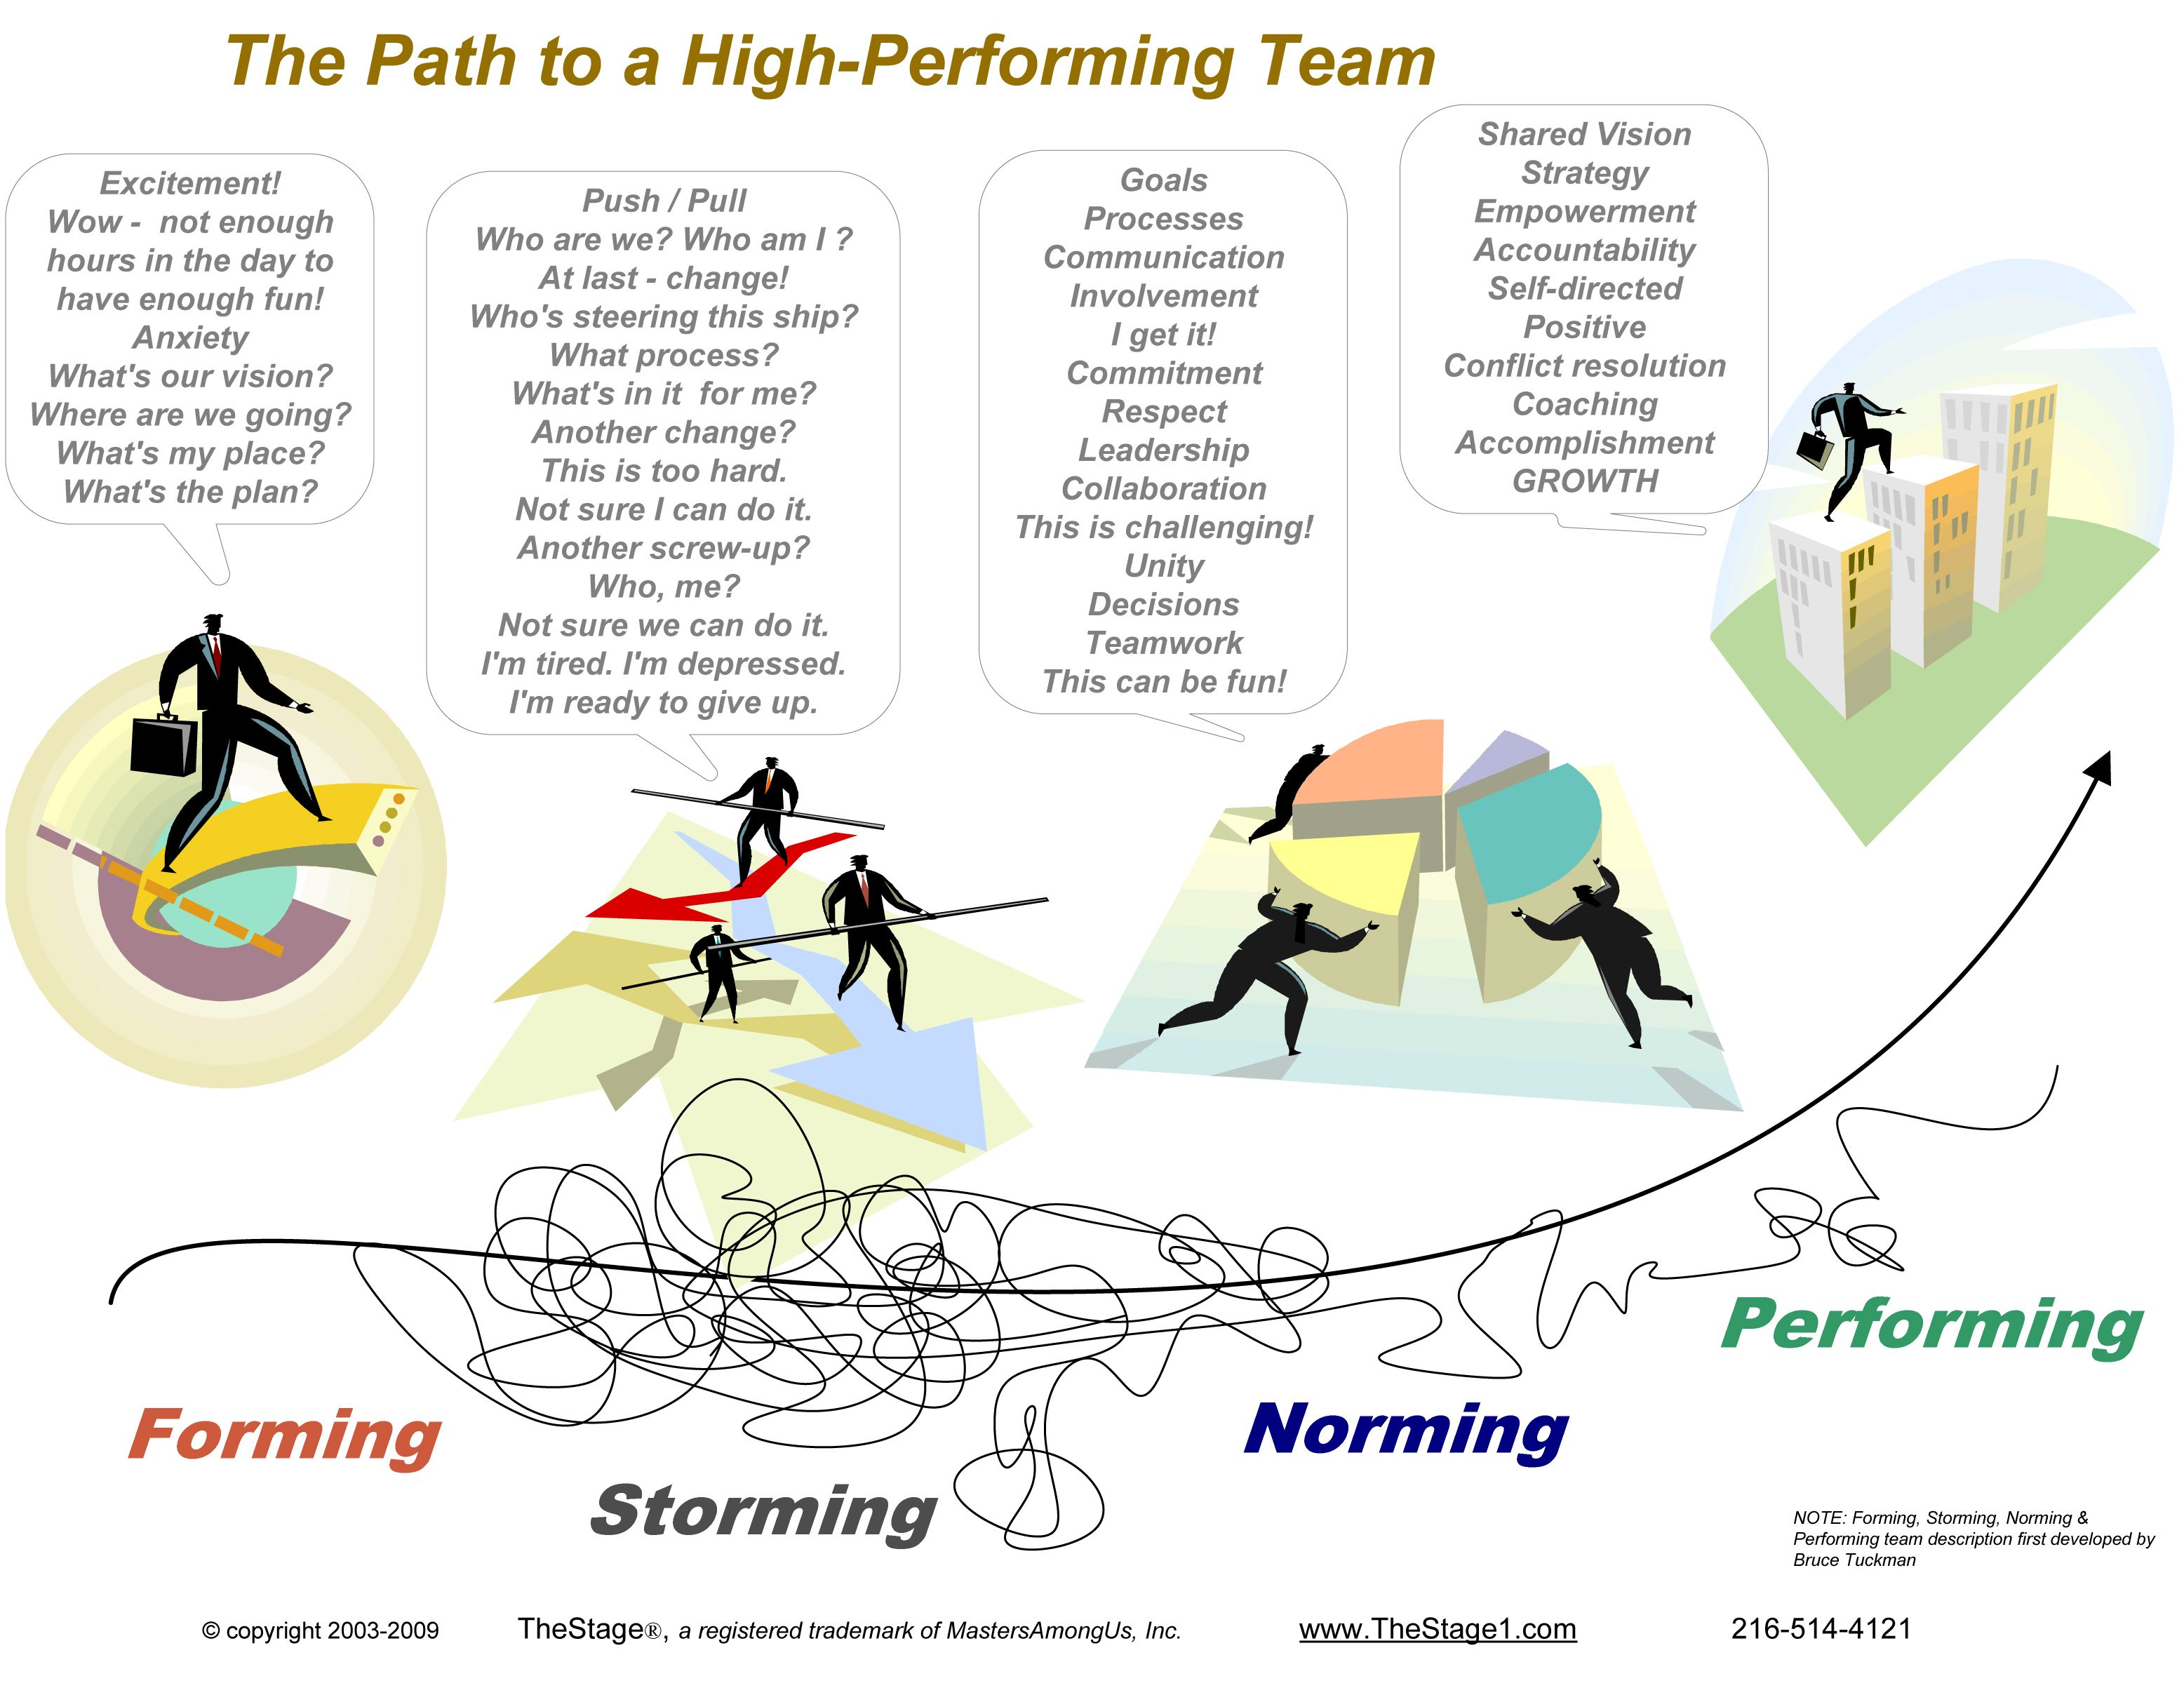 The Path to a High-Performing Team
Excitement!
Wow -  not enough
hours in the day to
have enough fun!
Anxiety
What's our vision?
Where are we going?
What's my place?
What's the plan?
Push / Pull
Who are we? Who am I ?
At last - change!
Who's steering this ship?
What process?
What's in it  for me?
Another change?
This is too hard.
Not sure I can do it.
Another screw-up?
Who, me?
Not sure we can do it.
I'm tired. I'm depressed.
I'm ready to give up.
Goals
Processes
Communication
Involvement
I get it!
Commitment
Respect
Leadership
Collaboration
This is challenging!
Unity
Decisions
Teamwork
This can be fun!
Shared Vision
Strategy
Empowerment
Accountability
Self-directed
Positive
Conflict resolution
Coaching
Accomplishment
GROWTH
Forming
Storming
Norming
Performing
NOTE: Forming, Storming, Norming &
Performing team description first developed by
Bruce Tuckman
© copyright 2003-2009 TheStage®, a registered trademark of MastersAmongUs, Inc. www.TheStage1.com 216-514-4121